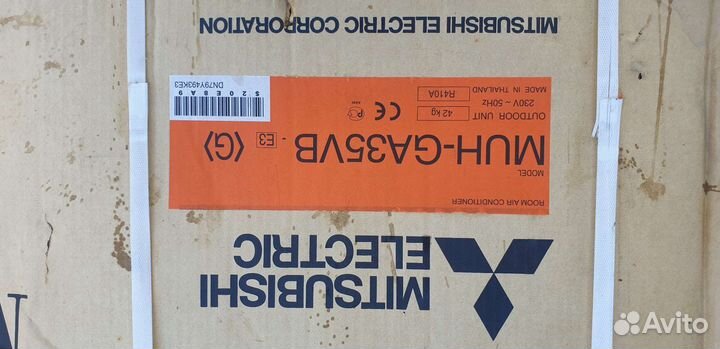 MITSUBISHI
ELECTRIC
ROOM AIR CONDITIONER
MODEL
MUH-GA35VB - E3 〈G〉
OUTDOOR UNIT
230V ~ 50Hz
MADE IN THAILAND
42 kg
R410A
CE
S20E8A9
DN79Y493KE3
MITSUBISHI ELECTRIC CORPORATION
Avito